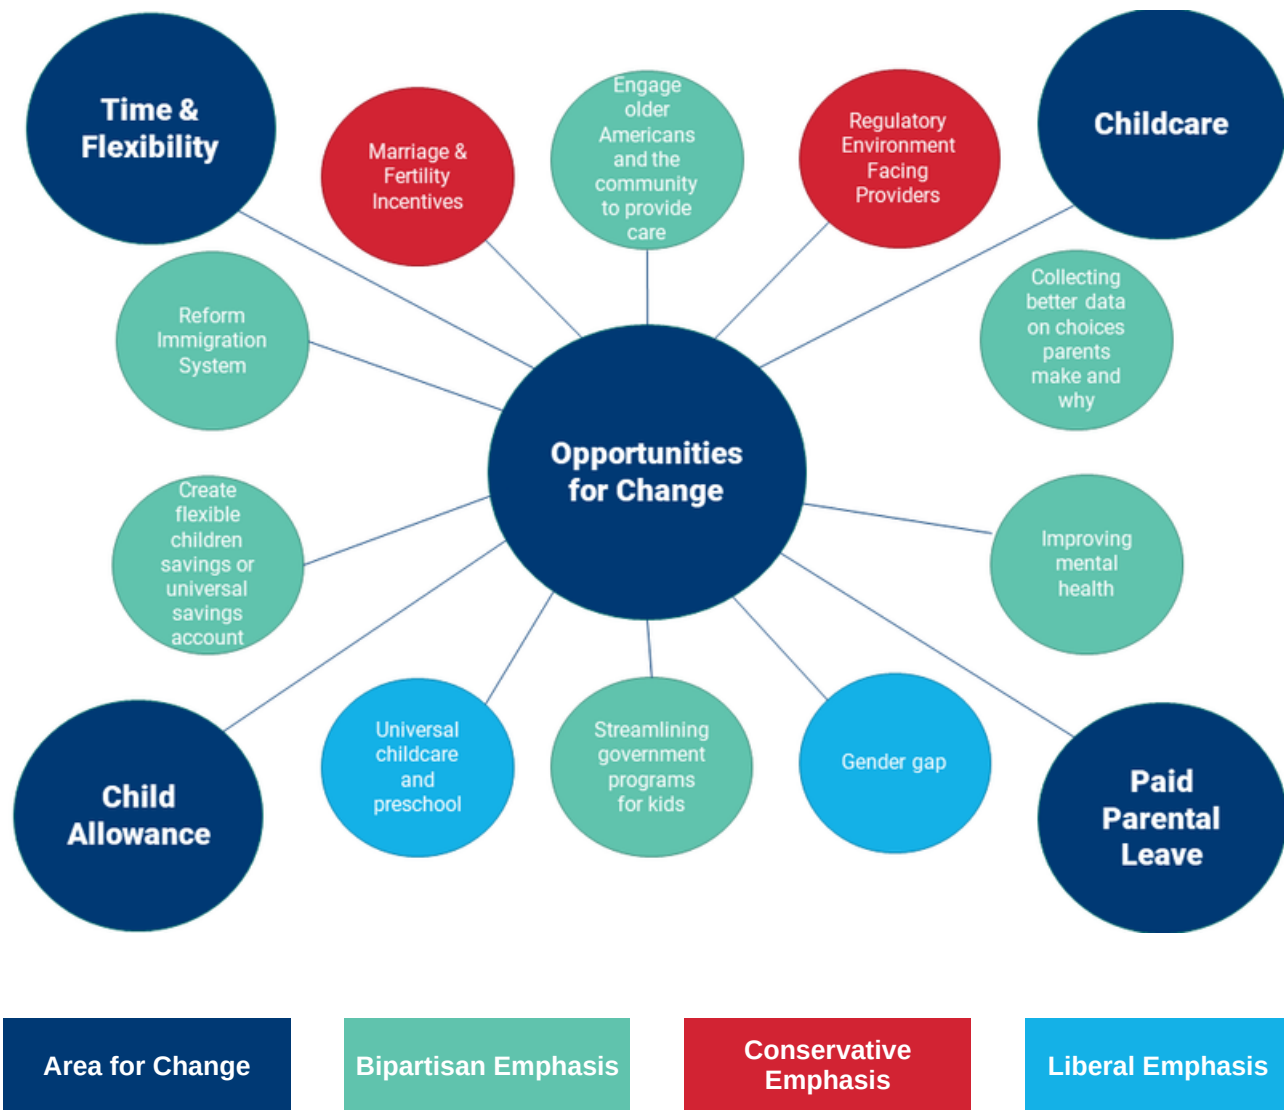 Time &
Flexibility
Marriage &
Fertility
Incentives
Engage
older
Americans
and the
community
to provide
care
Regulatory
Environment
Facing
Providers
Childcare
Reform
Immigration
System
Collecting
better data
on choices
parents
make and
why
Opportunities
for Change
Create
flexible
children
savings or
universal
savings
account
Improving
mental
health
Child
Allowance
Universal
childcare
and
preschool
Streamlining
government
programs
for kids
Gender gap
Paid
Parental
Leave
Area for Change
Bipartisan Emphasis
Conservative
Emphasis
Liberal Emphasis